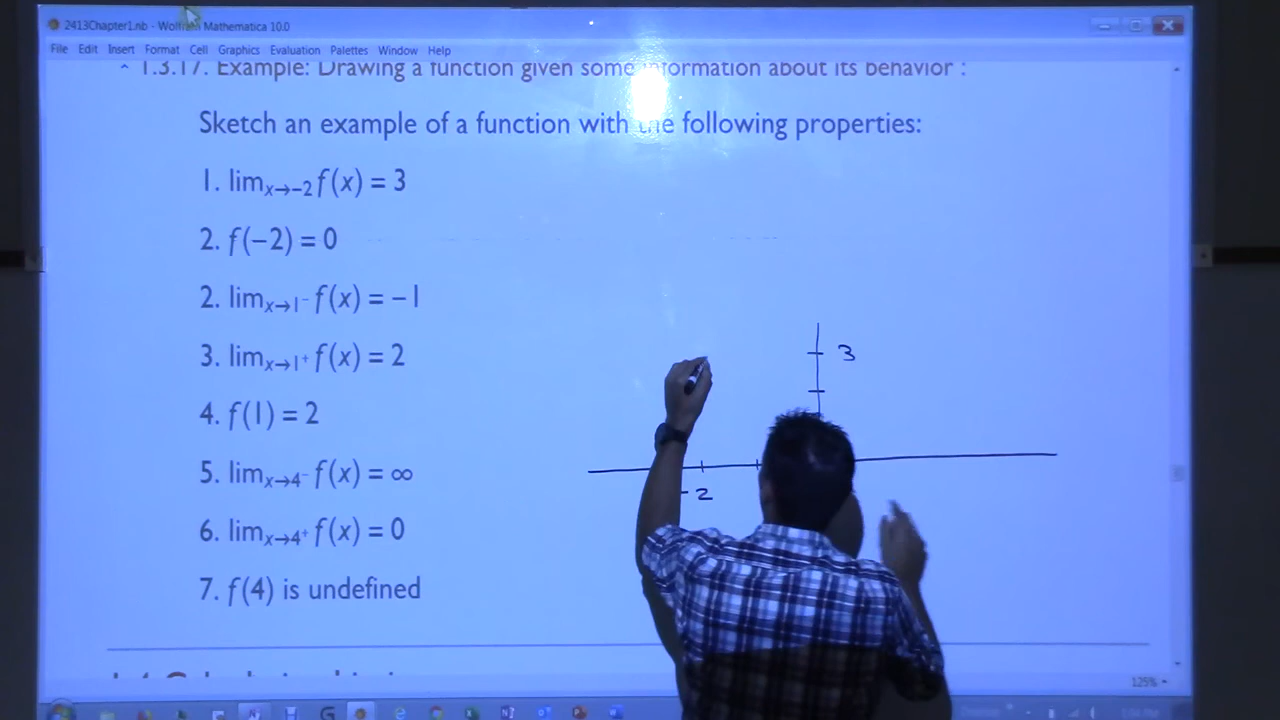 2413Chapter1.nb - Wolfram Mathematica 10.0
File Edit Insert Format Cell Graphics Evaluation Palettes Window Help
1.3.17. Example: Drawing a function given some information about its behavior :
Sketch an example of a function with the following properties:
1. lim_{x→-2} f(x) = 3
2. f(-2) = 0
2. lim_{x→1^-} f(x) = -1
3. lim_{x→1^+} f(x) = 2
4. f(1) = 2
5. lim_{x→4^-} f(x) = ∞
6. lim_{x→4^+} f(x) = 0
7. f(4) is undefined
3
-2
125%